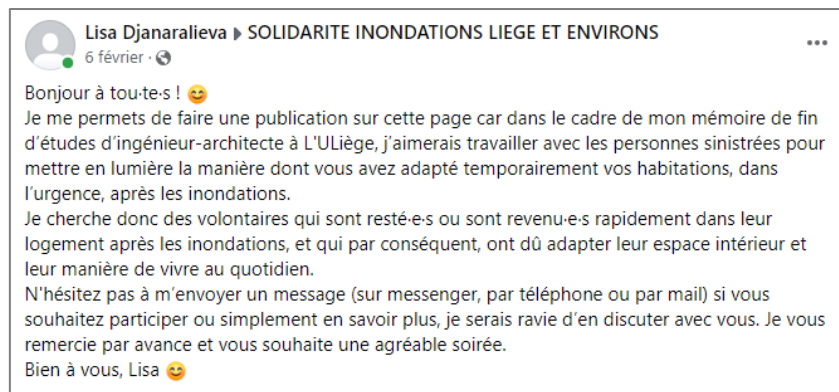 Lisa Djanaralieva ▶ SOLIDARITE INONDATIONS LIEGE ET ENVIRONS
6 février ·
Bonjour à tou·te·s ! 😊
Je me permets de faire une publication sur cette page car dans le cadre de mon mémoire de fin
d'études d'ingénieur-architecte à L'ULiège, j'aimerais travailler avec les personnes sinistrées pour
mettre en lumière la manière dont vous avez adapté temporairement vos habitations, dans
l'urgence, après les inondations.
Je cherche donc des volontaires qui sont resté·e·s ou sont revenu·e·s rapidement dans leur
logement après les inondations, et qui par conséquent, ont dû adapter leur espace intérieur et
leur manière de vivre au quotidien.
N'hésitez pas à m'envoyer un message (sur messenger, par téléphone ou par mail) si vous
souhaitez participer ou simplement en savoir plus, je serais ravie d'en discuter avec vous. Je vous
remercie par avance et vous souhaite une agréable soirée.
Bien à vous, Lisa 😊